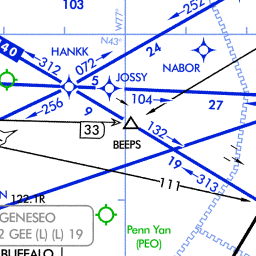 103
W77°
252
N43°
40
HANKK
312
072
24
NABOR
5
JOSSY
104
27
256
9
33
132
BEEPS
19
313
111
N
122.1R
GENESEO
2 GEE (L) (L) 19
BUFFALO
Penn Yan
(PEO)